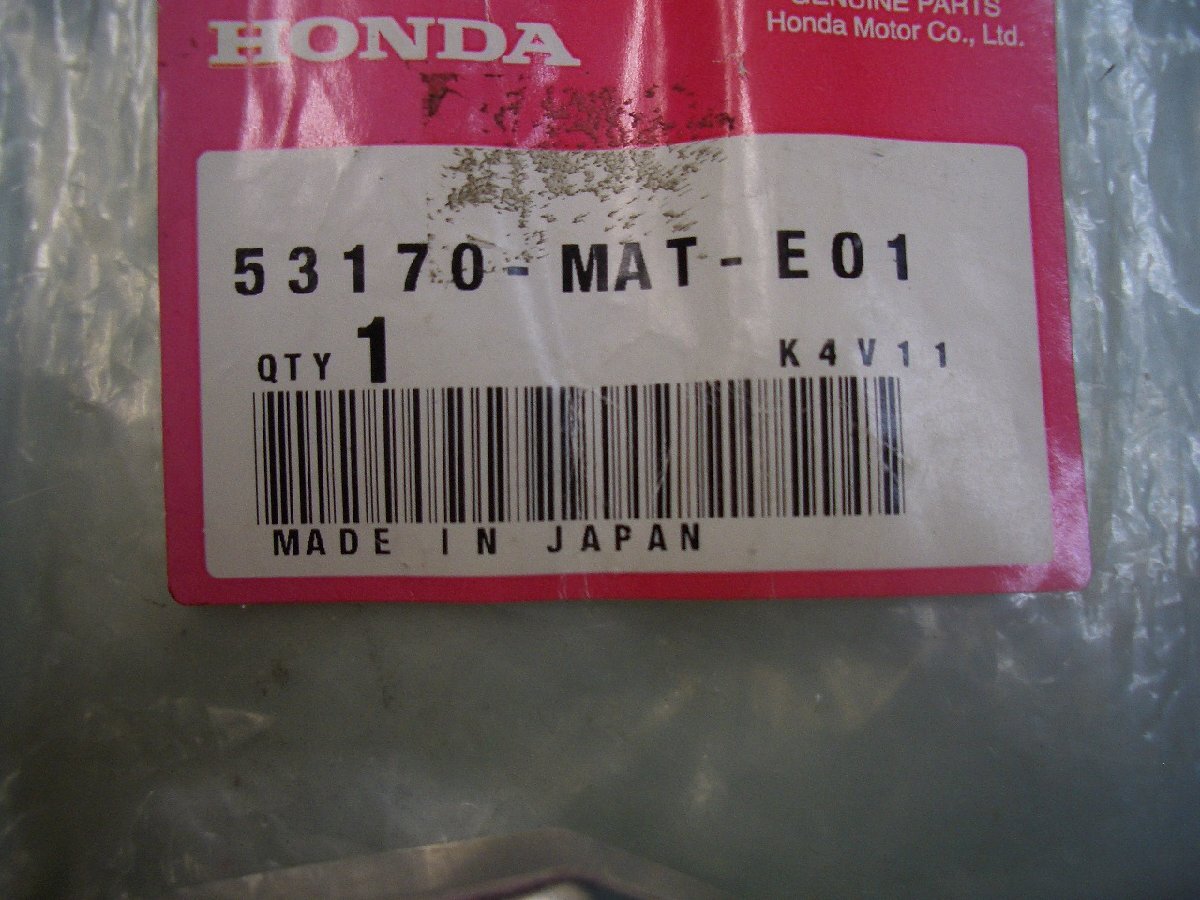 GENUINE PARTS
HONDA
Honda Motor Co., Ltd.
53170-MAT-E01
QTY 1
K4V11
MADE IN JAPAN